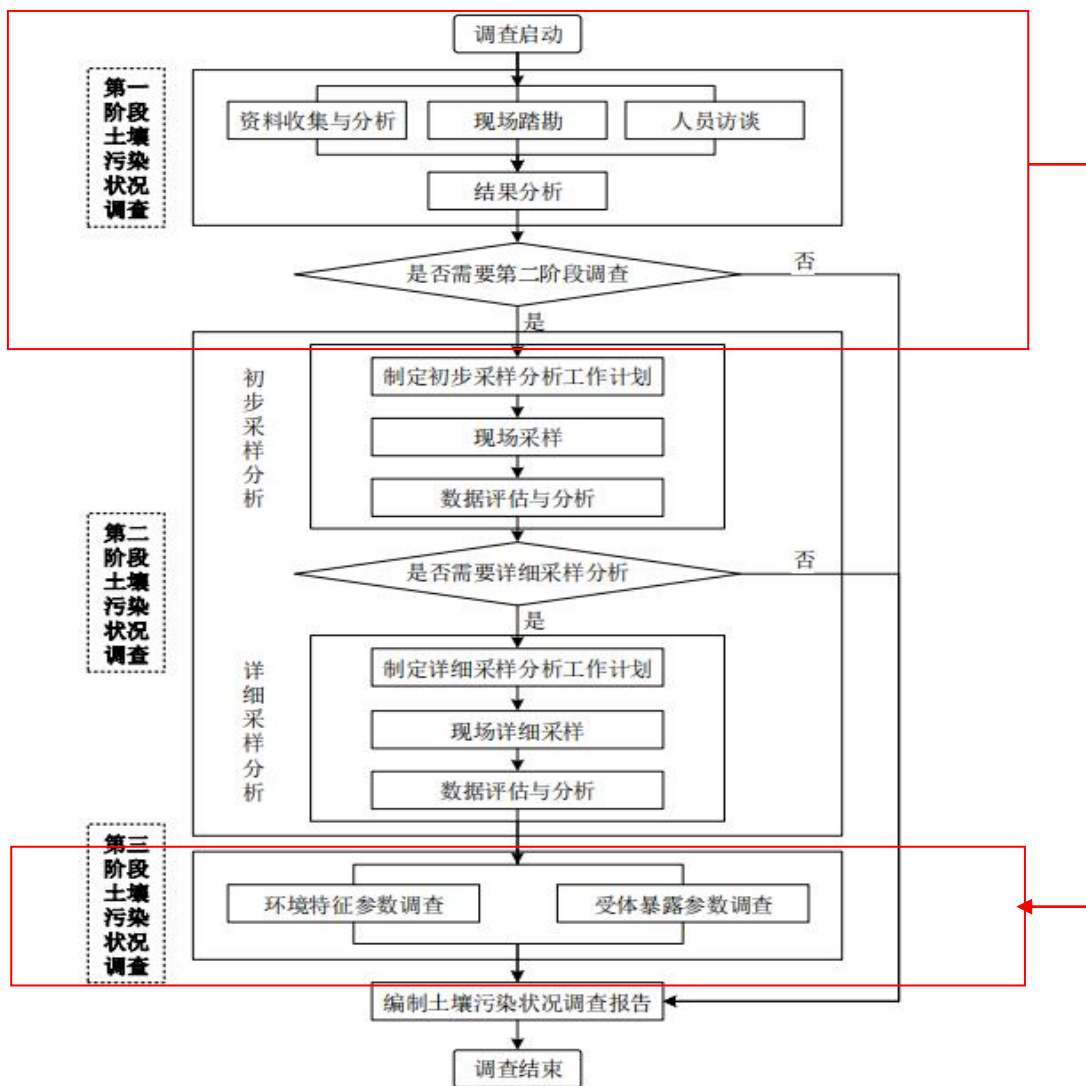 调查启动
第一
阶段
土壤
污染
状况
调查
资料收集与分析
现场踏勘
人员访谈
结果分析
是否需要第二阶段调查
否
是
初
步
采
样
分
析
制定初步采样分析工作计划
现场采样
数据评估与分析
第二
阶段
土壤
污染
状况
调查
是否需要详细采样分析
否
是
详
细
采
样
分
析
制定详细采样分析工作计划
现场详细采样
数据评估与分析
第三
阶段
土壤
污染
状况
调查
环境特征参数调查
受体暴露参数调查
编制土壤污染状况调查报告
调查结束